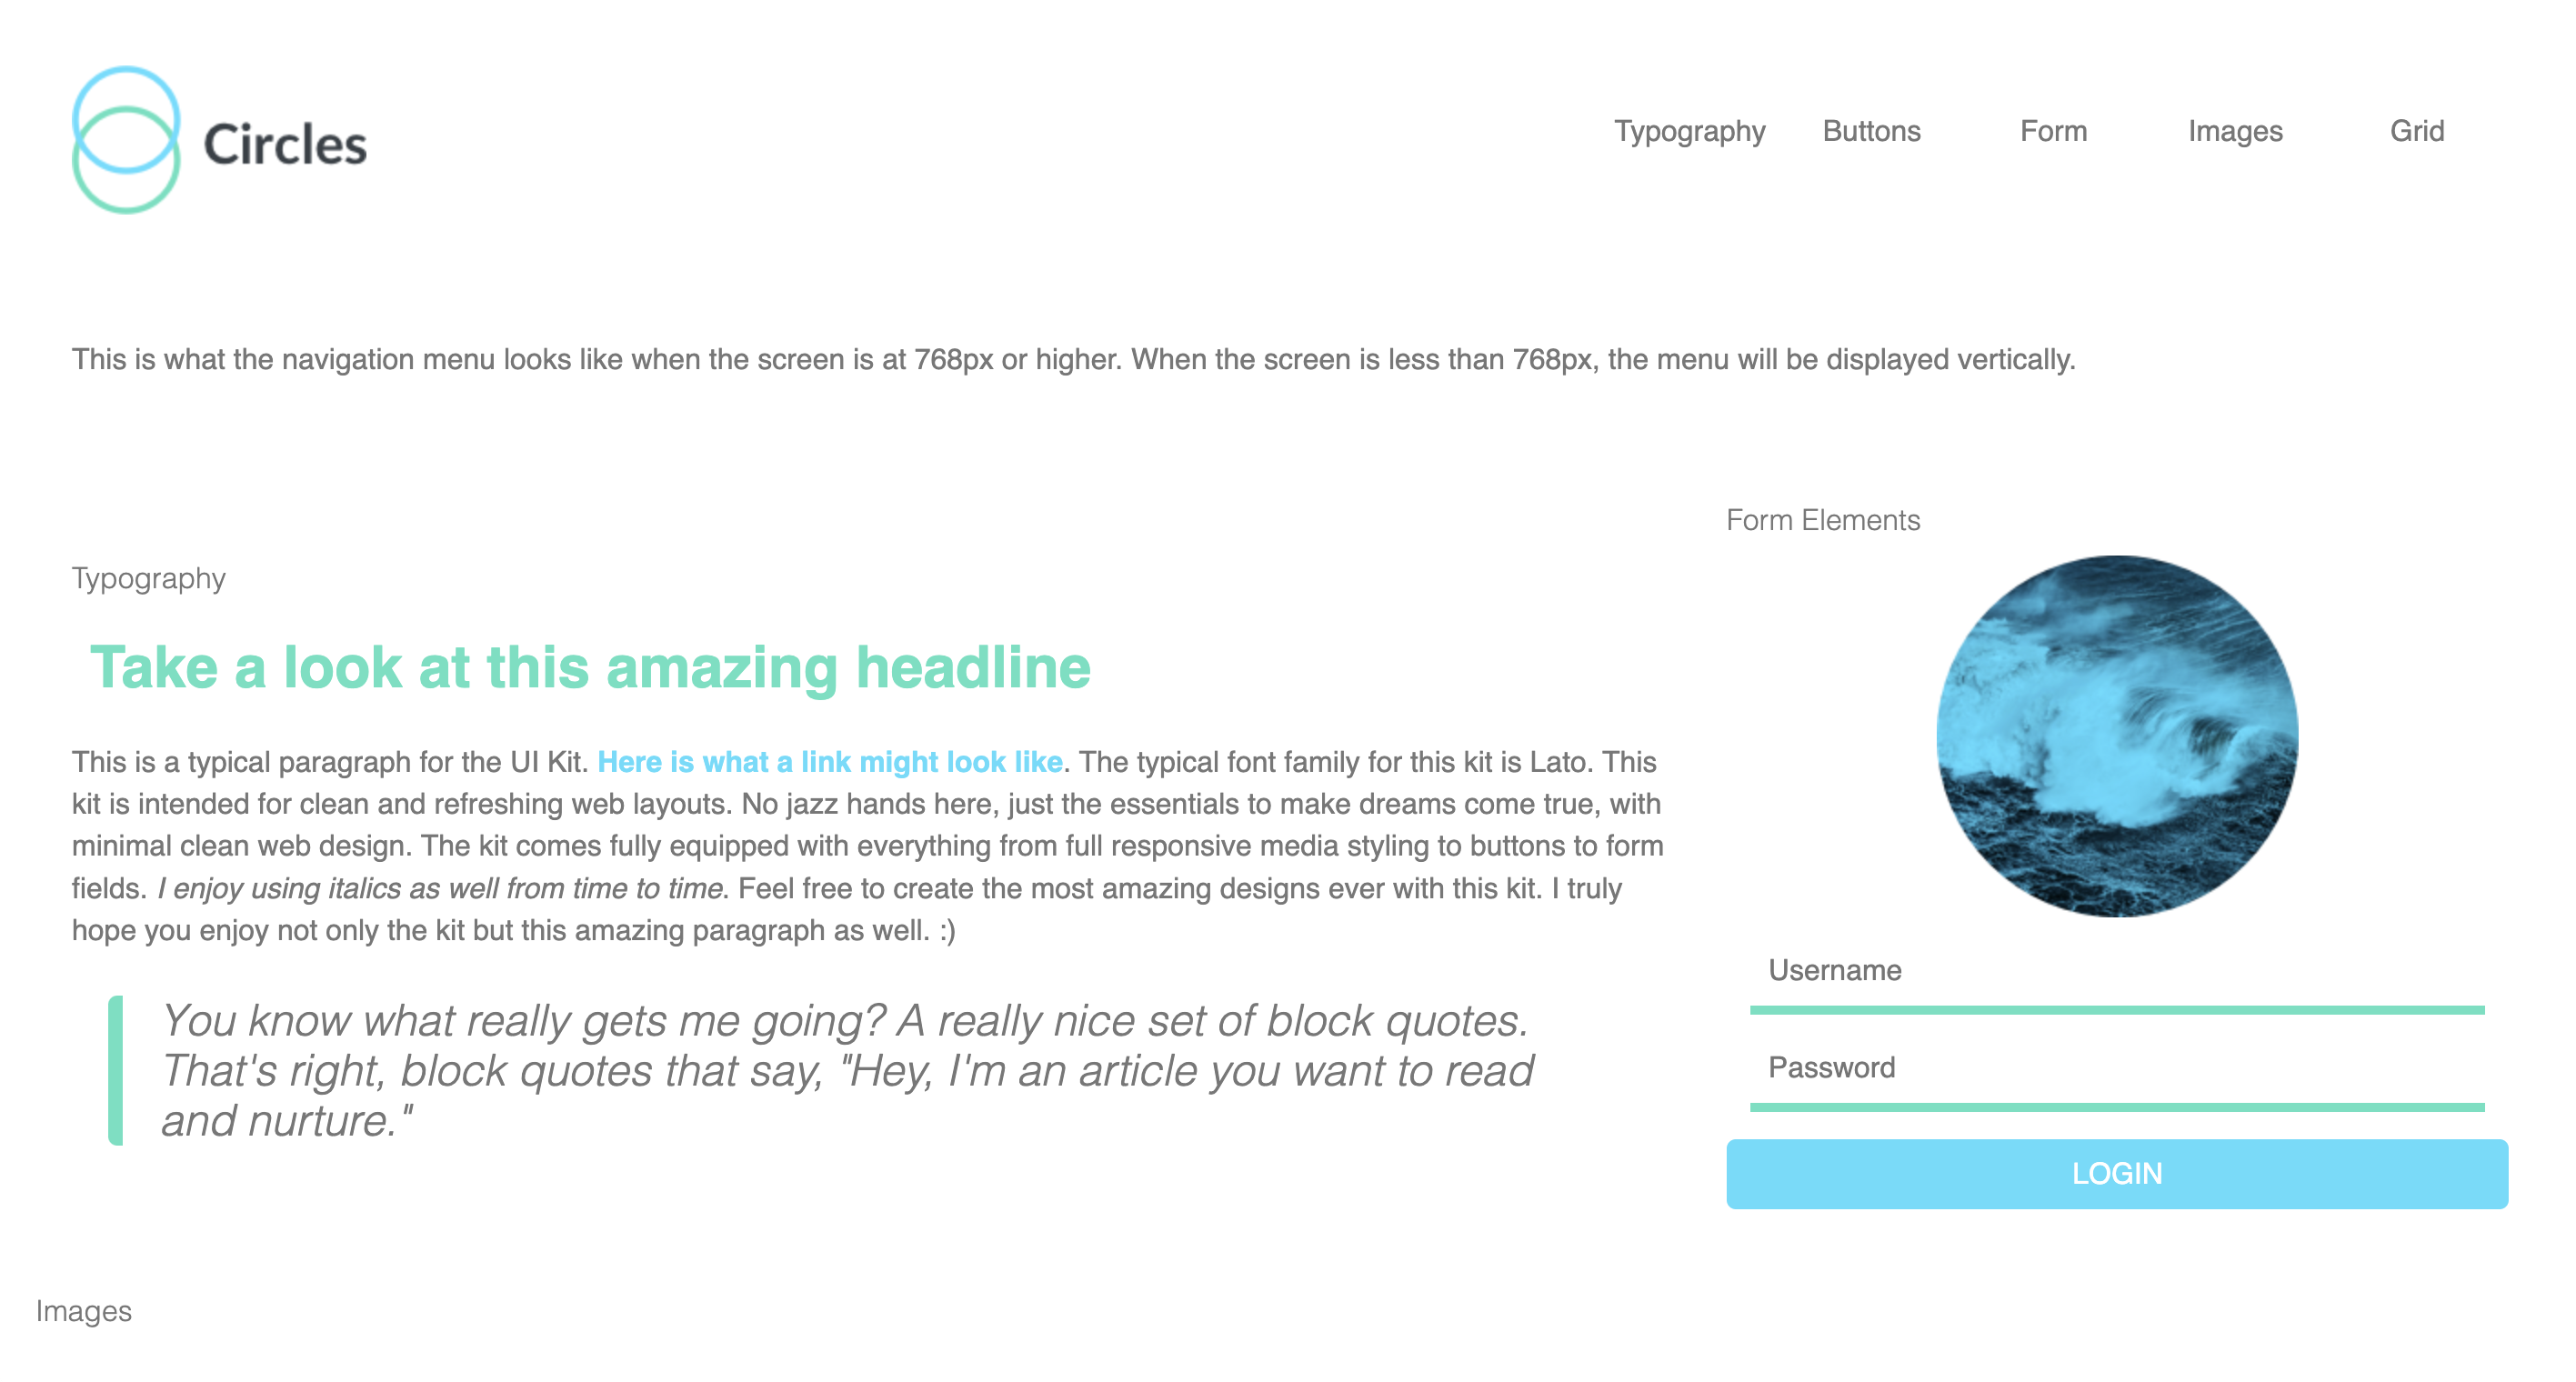 Circles
Typography Buttons Form Images Grid
This is what the navigation menu looks like when the screen is at 768px or higher. When the screen is less than 768px, the menu will be displayed vertically.
Typography
Take a look at this amazing headline
This is a typical paragraph for the UI Kit. Here is what a link might look like. The typical font family for this kit is Lato. This
kit is intended for clean and refreshing web layouts. No jazz hands here, just the essentials to make dreams come true, with
minimal clean web design. The kit comes fully equipped with everything from full responsive media styling to buttons to form
fields. I enjoy using italics as well from time to time. Feel free to create the most amazing designs ever with this kit. I truly
hope you enjoy not only the kit but this amazing paragraph as well. :)
You know what really gets me going? A really nice set of block quotes.
That's right, block quotes that say, "Hey, I'm an article you want to read
and nurture."
Form Elements
Username
Password
LOGIN
Images